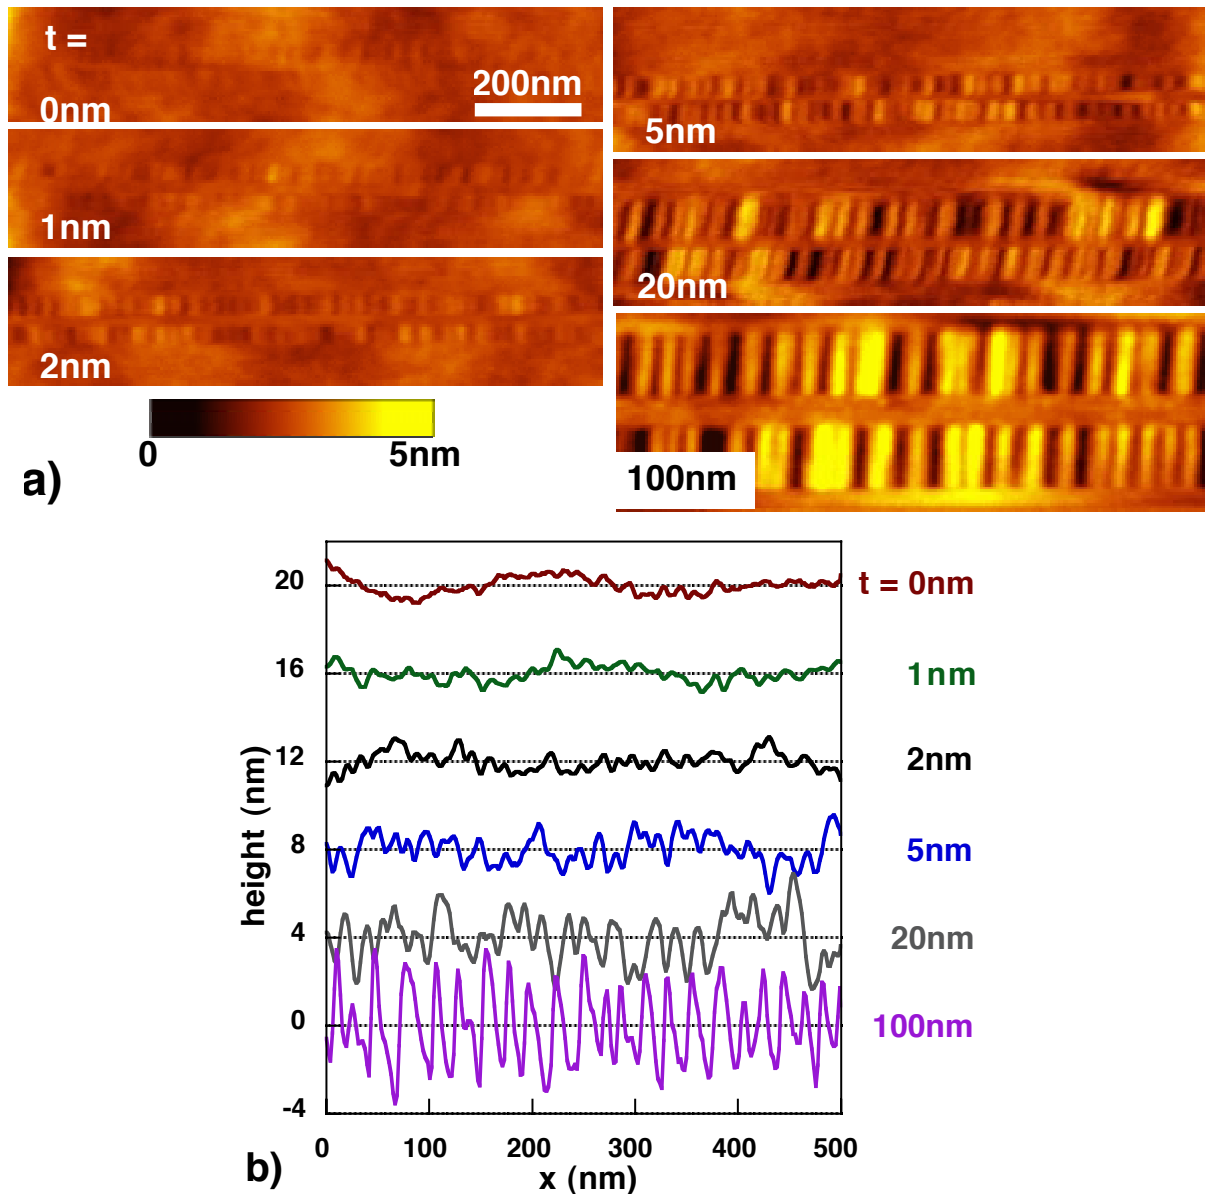 t =
0nm
200nm
1nm
2nm
0
5nm
a)
5nm
20nm
100nm
20
16
12
8
4
0
-4
height (nm)
0
100
200
300
400
500
x (nm)
b)
t = 0nm
1nm
2nm
5nm
20nm
100nm